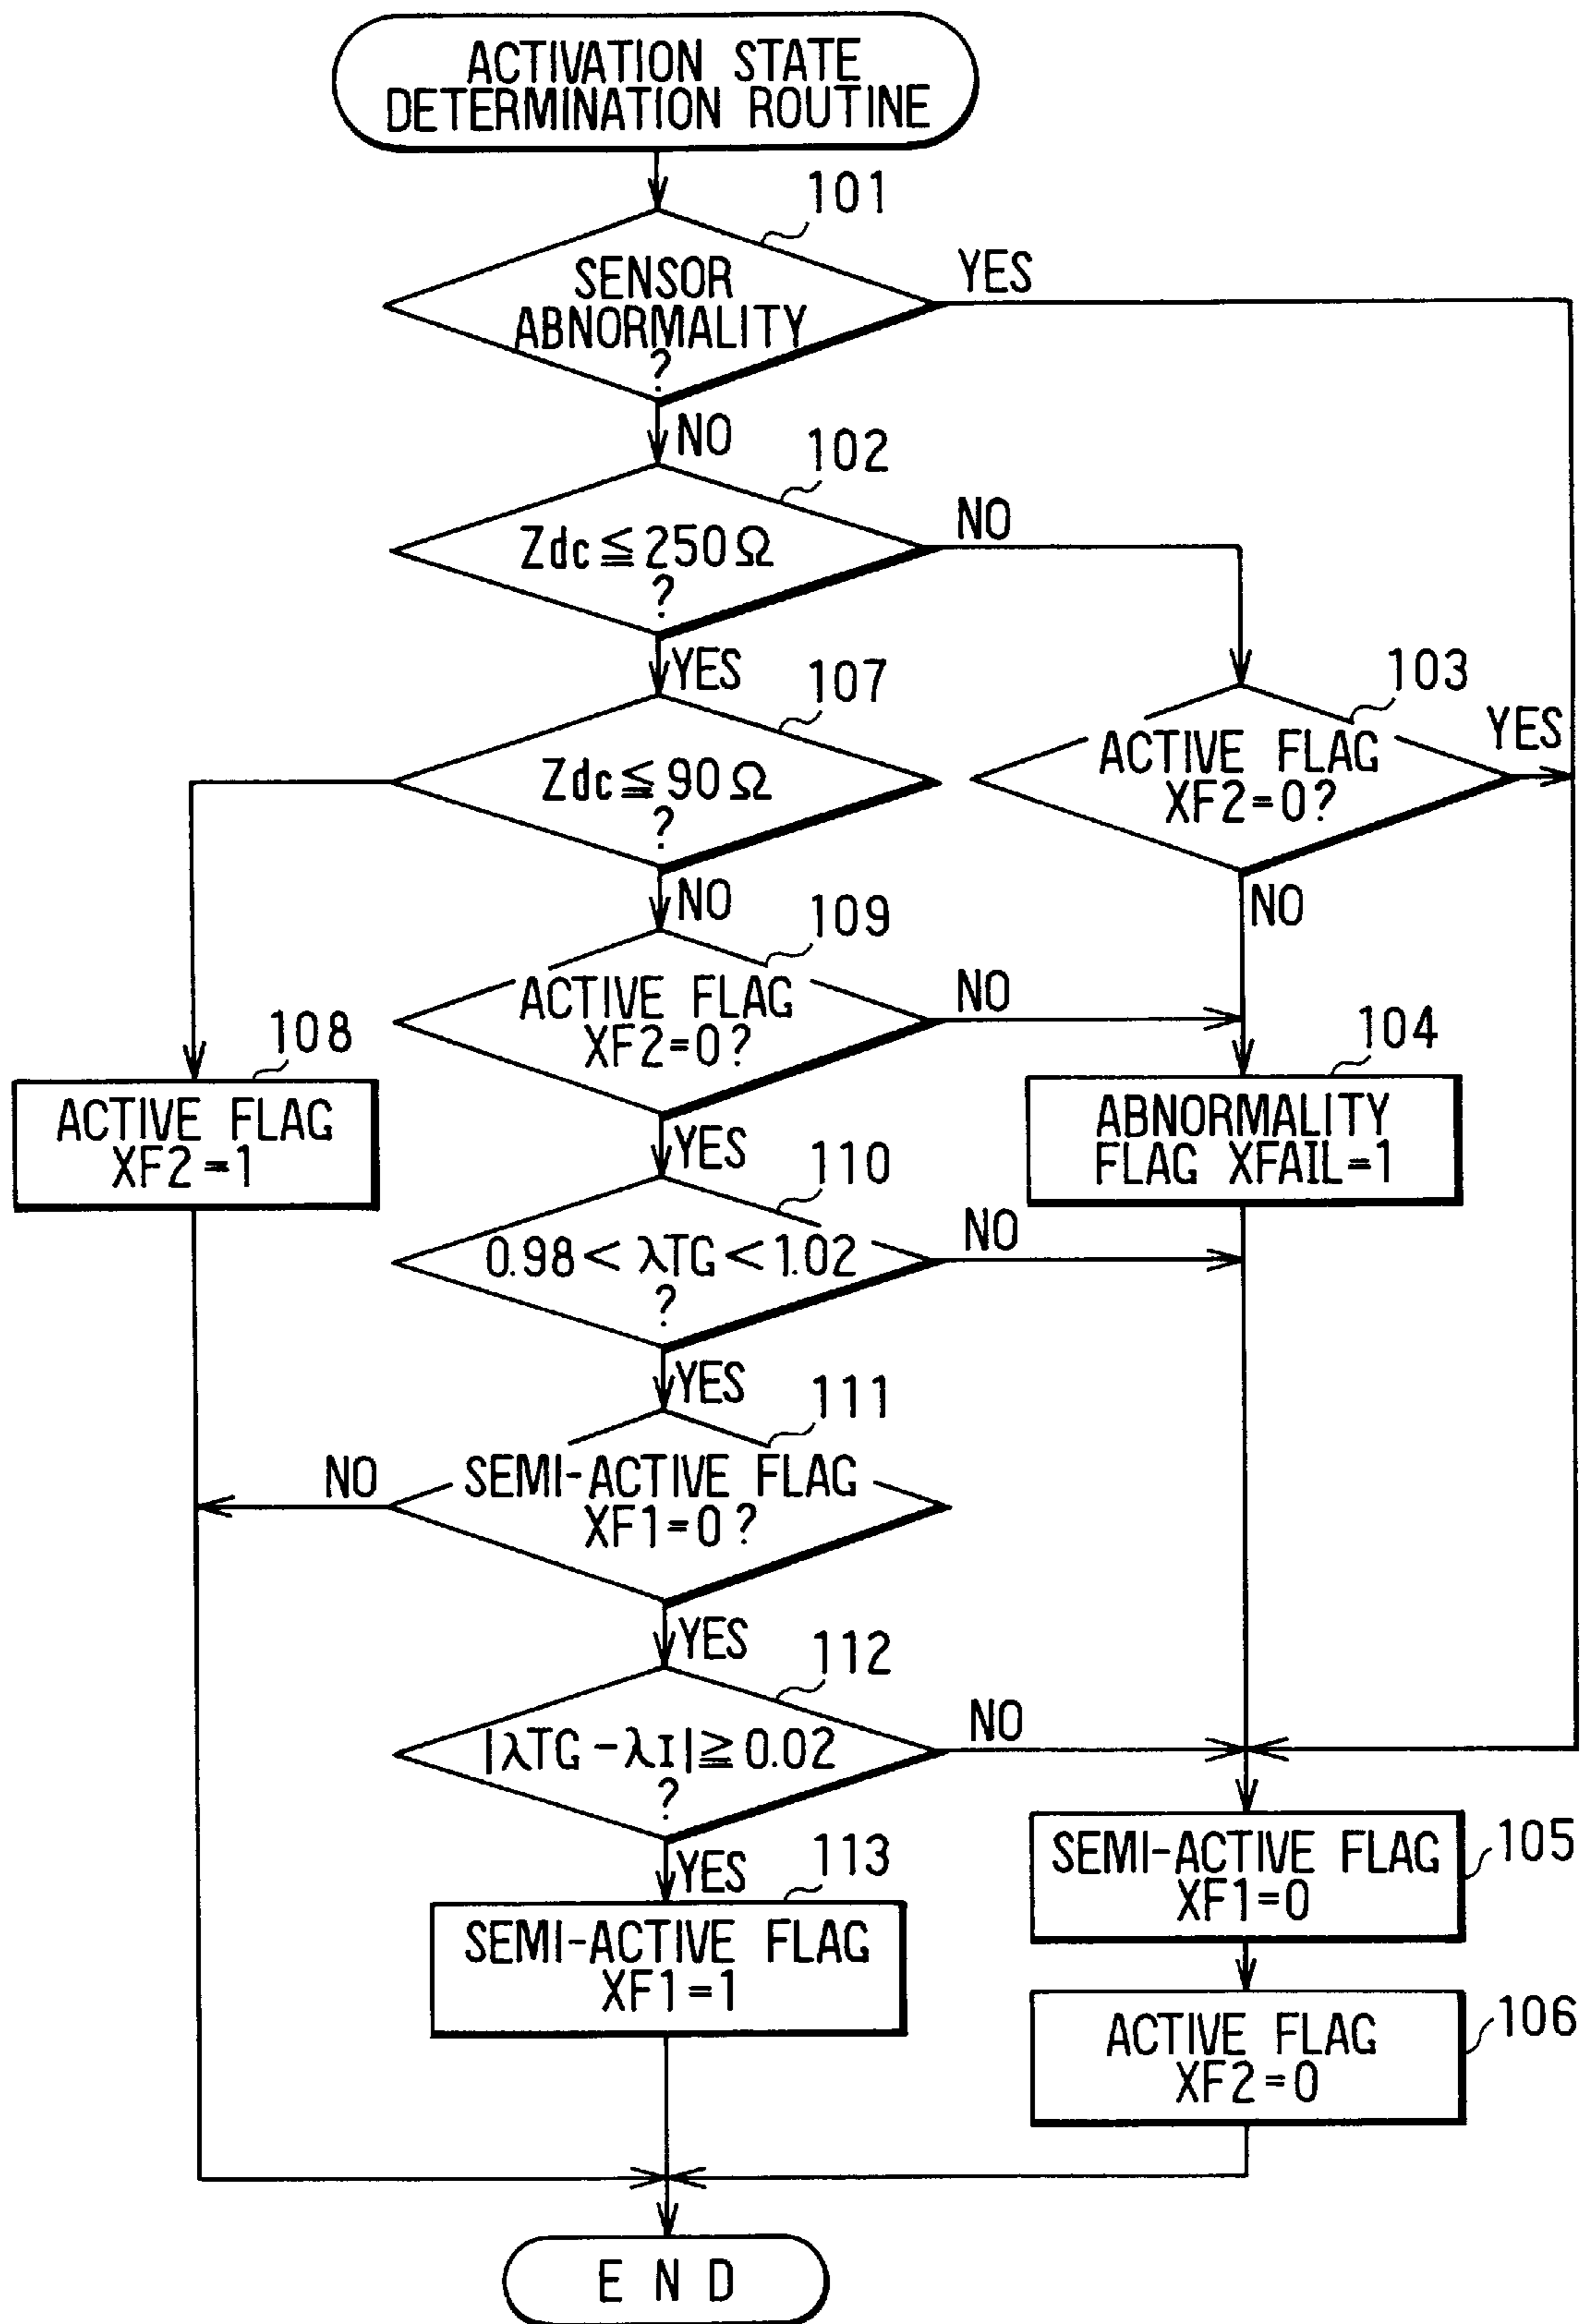 ACTIVATION STATE
DETERMINATION ROUTINE
101
SENSOR
ABNORMALITY
?
YES
NO
102
Zdc≦250Ω
?
NO
YES
107
103
Zdc≦90Ω
?
ACTIVE FLAG
XF2=0?
YES
NO
NO
109
ACTIVE FLAG
XF2=0?
NO
108
ACTIVE FLAG
XF2=1
104
ABNORMALITY
FLAG XFAIL=1
YES
110
0.98<λTG<1.02
?
NO
YES
111
SEMI-ACTIVE FLAG
XF1=0?
NO
YES
112
|λTG-λI|≧0.02
?
NO
YES
113
SEMI-ACTIVE FLAG
XF1=1
105
SEMI-ACTIVE FLAG
XF1=0
106
ACTIVE FLAG
XF2=0
END